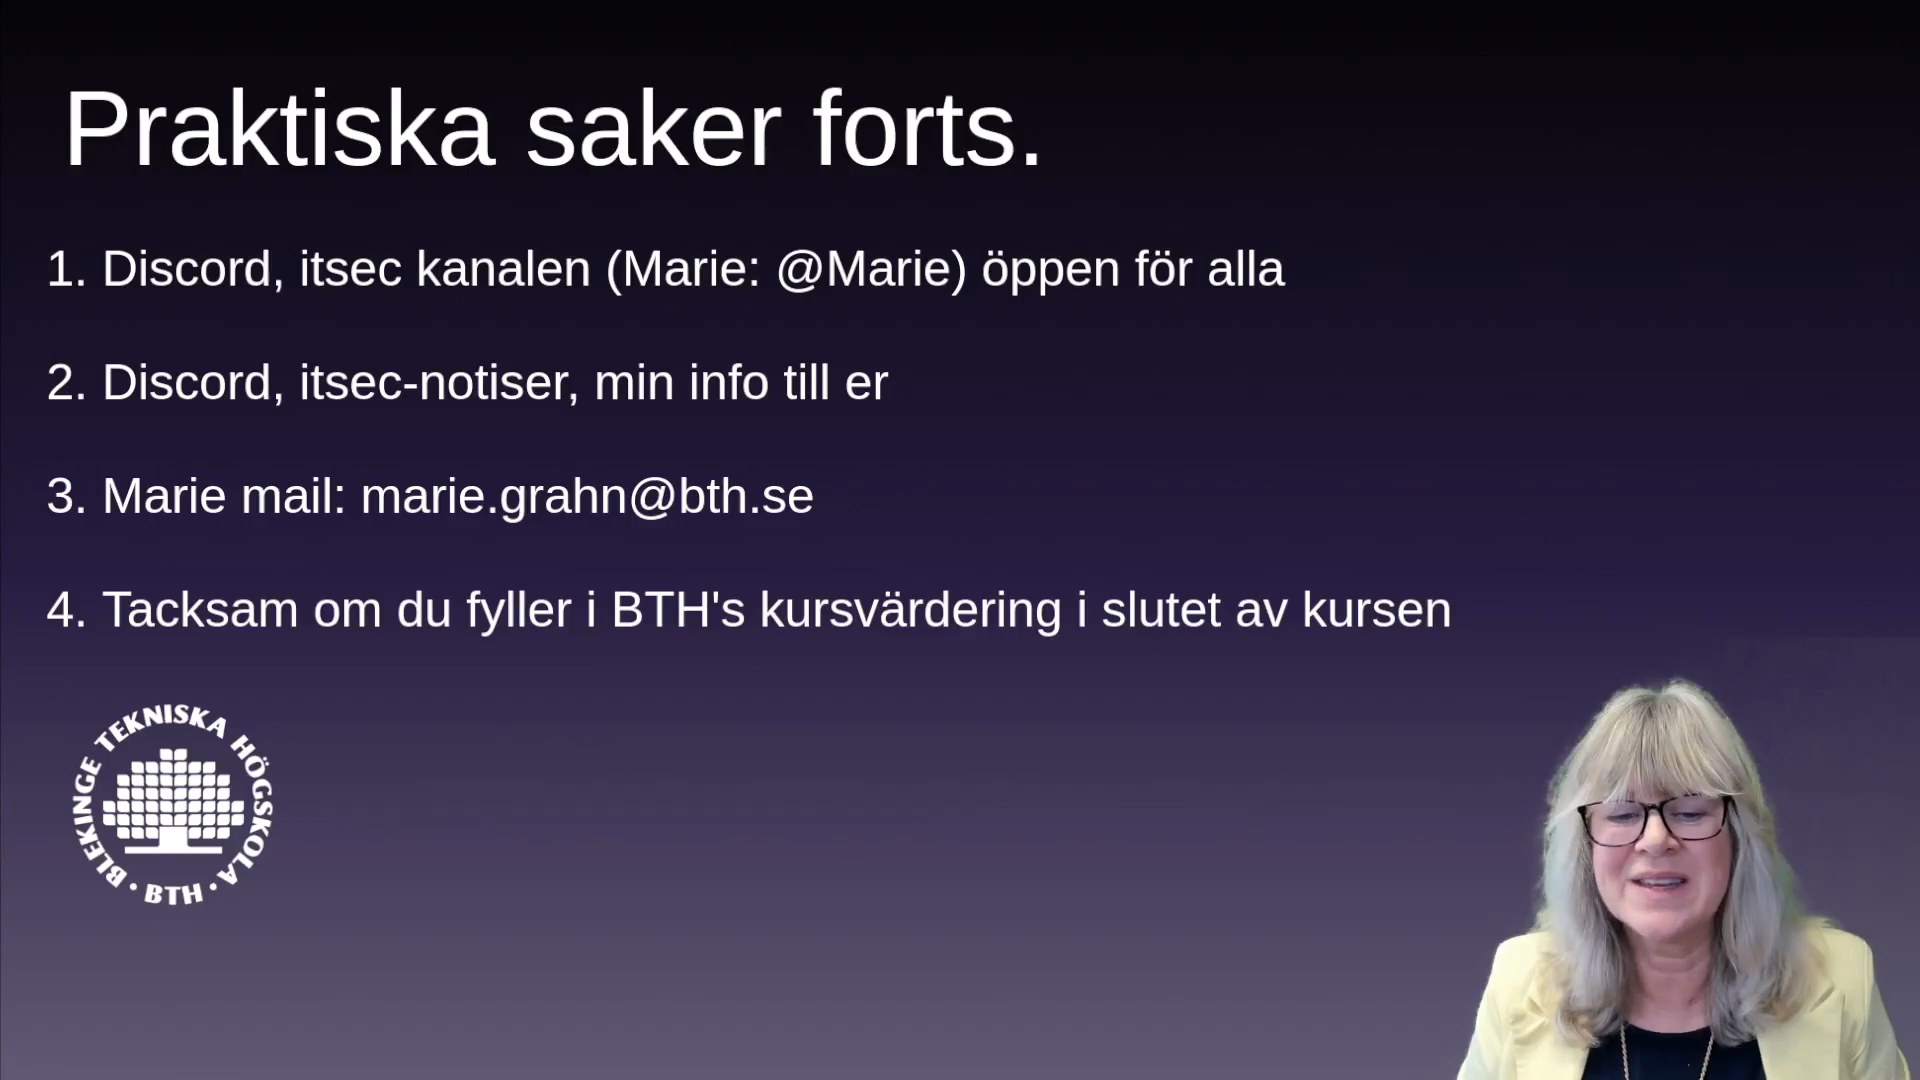 Praktiska saker forts.
1. Discord, itsec kanalen (Marie: @Marie) öppen för alla
2. Discord, itsec-notiser, min info till er
3. Marie mail: marie.grahn@bth.se
4. Tacksam om du fyller i BTH's kursvärdering i slutet av kursen
BLEKINGE TEKNISKA HÖGSKOLA
· BTH ·